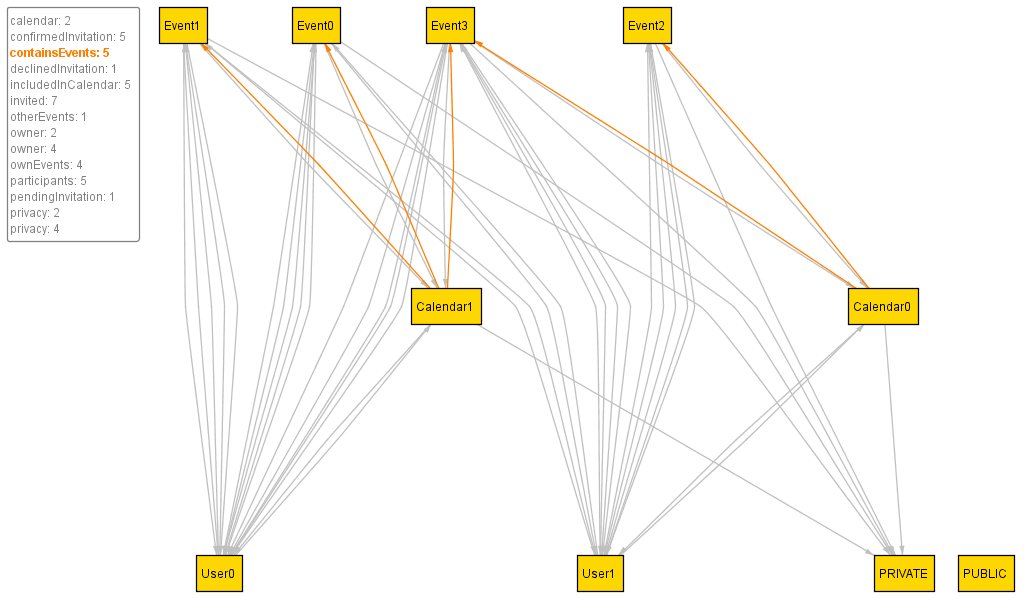 calendar: 2
confirmedInvitation: 5
containsEvents: 5
declinedInvitation: 1
includedInCalendar: 5
invited: 7
otherEvents: 1
owner: 2
owner: 4
ownEvents: 4
participants: 5
pendingInvitation: 1
privacy: 2
privacy: 4
Event1
Event0
Event3
Event2
Calendar1
Calendar0
User0
User1
PRIVATE
PUBLIC